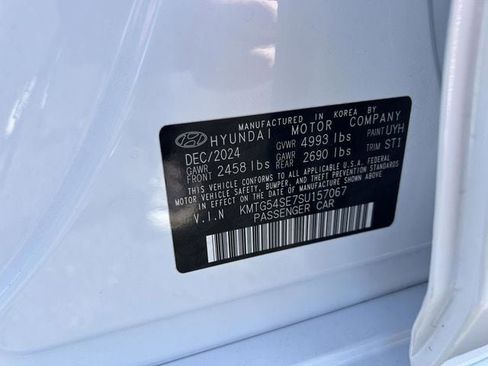 MANUFACTURED IN KOREA BY
HYUNDAI MOTOR COMPANY
DEC/2024 GVWR 4993 lbs PAINT UYH
GAWR FRONT 2458 lbs GAWR REAR 2690 lbs TRIM STI
THIS VEHICLE CONFORMS TO ALL APPLICABLE U.S.A. FEDERAL
MOTOR VEHICLE SAFETY, BUMPER, AND THEFT PREVENTION STANDARDS
IN EFFECT ON THE DATE OF MANUFACTURE SHOWN ABOVE.
V.I.N KMTG54SE7SU157067
PASSENGER CAR